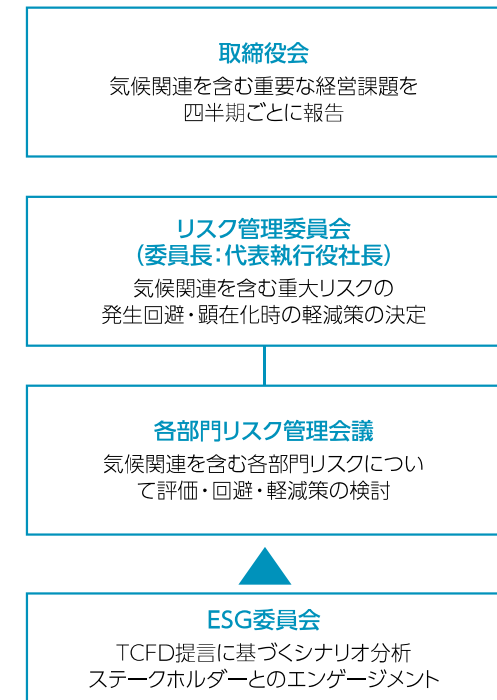 取締役会
気候関連を含む重要な経営課題を
四半期ごとに報告
リスク管理委員会
（委員長：代表執行役社長）
気候関連を含む重大リスクの
発生回避・顕在化時の軽減策の決定
各部門リスク管理会議
気候関連を含む各部門リスクについ
て評価・回避・軽減策の検討
ESG委員会
TCFD提言に基づくシナリオ分析
ステークホルダーとのエンゲージメント